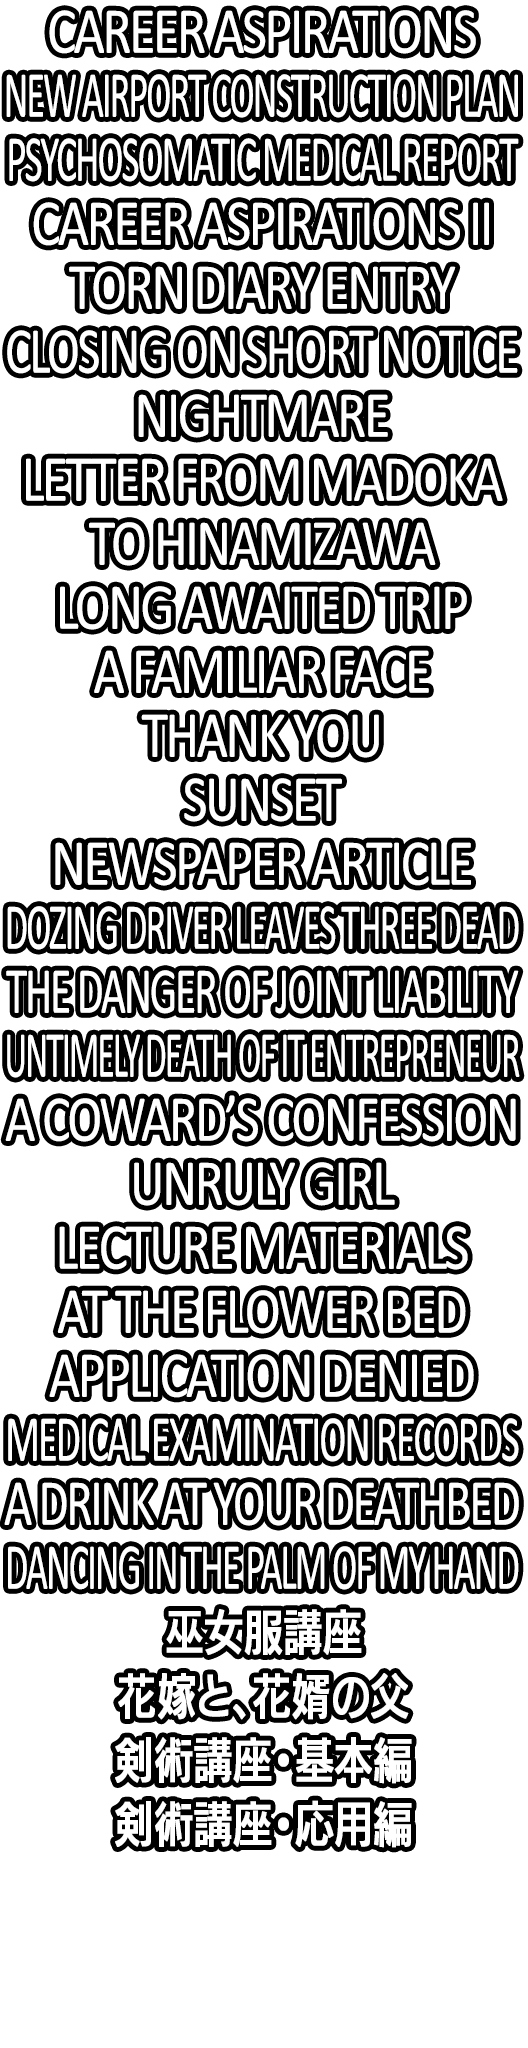 CAREER ASPIRATIONS
NEW AIRPORT CONSTRUCTION PLAN
PSYCHOSOMATIC MEDICAL REPORT
CAREER ASPIRATIONS II
TORN DIARY ENTRY
CLOSING ON SHORT NOTICE
NIGHTMARE
LETTER FROM MADOKA
TO HINAMIZAWA
LONG AWAITED TRIP
A FAMILIAR FACE
THANK YOU
SUNSET
NEWSPAPER ARTICLE
DOZING DRIVER LEAVES THREE DEAD
THE DANGER OF JOINT LIABILITY
UNTIMELY DEATH OF IT ENTREPRENEUR
A COWARD’S CONFESSION
UNRULY GIRL
LECTURE MATERIALS
AT THE FLOWER BED
APPLICATION DENIED
MEDICAL EXAMINATION RECORDS
A DRINK AT YOUR DEATHBED
DANCING IN THE PALM OF MY HAND
巫女服講座
花嫁と、花婿の父
剣術講座・基本編
剣術講座・応用編